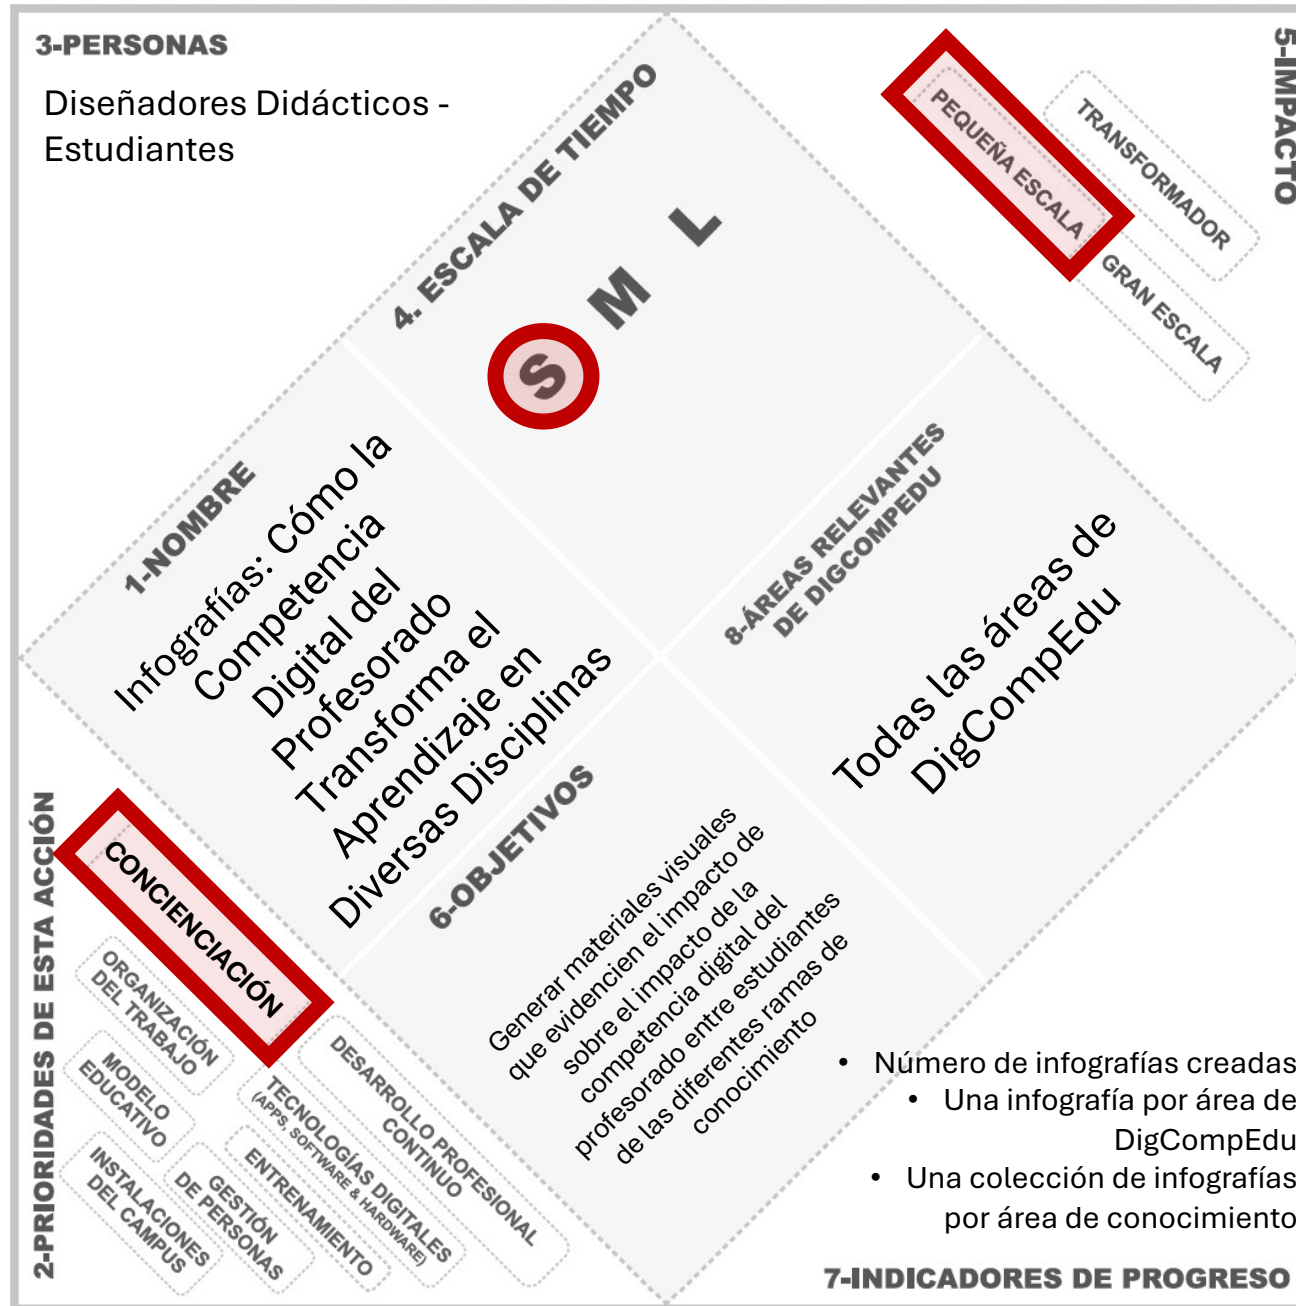 3-PERSONAS
Diseñadores Didácticos -
Estudiantes
4. ESCALA DE TIEMPO
S M L
5-IMPACTO
PEQUEÑA ESCALA
TRANSFORMADOR
GRAN ESCALA
1-NOMBRE
Infografías: Cómo la
Competencia
Digital del
Profesorado
Transforma el
Aprendizaje en
Diversas Disciplinas
8-ÁREAS RELEVANTES
DE DIGCOMPEDU
Todas las áreas de
DigCompEdu
2-PRIORIDADES DE ESTA ACCIÓN
CONCIENCIACIÓN
ORGANIZACIÓN
DEL TRABAJO
MODELO
EDUCATIVO
INSTALACIONES
DEL CAMPUS
DESARROLLO PROFESIONAL
CONTINUO
TECNOLOGÍAS DIGITALES
(APPS, SOFTWARE & HARDWARE)
ENTRENAMIENTO
GESTIÓN
DE PERSONAS
6-OBJETIVOS
Generar materiales visuales
que evidencien el impacto de
sobre el impacto de la
competencia digital del
profesorado entre estudiantes
de las diferentes ramas de
conocimiento
• Número de infografías creadas
• Una infografía por área de
DigCompEdu
• Una colección de infografías
por área de conocimiento
7-INDICADORES DE PROGRESO